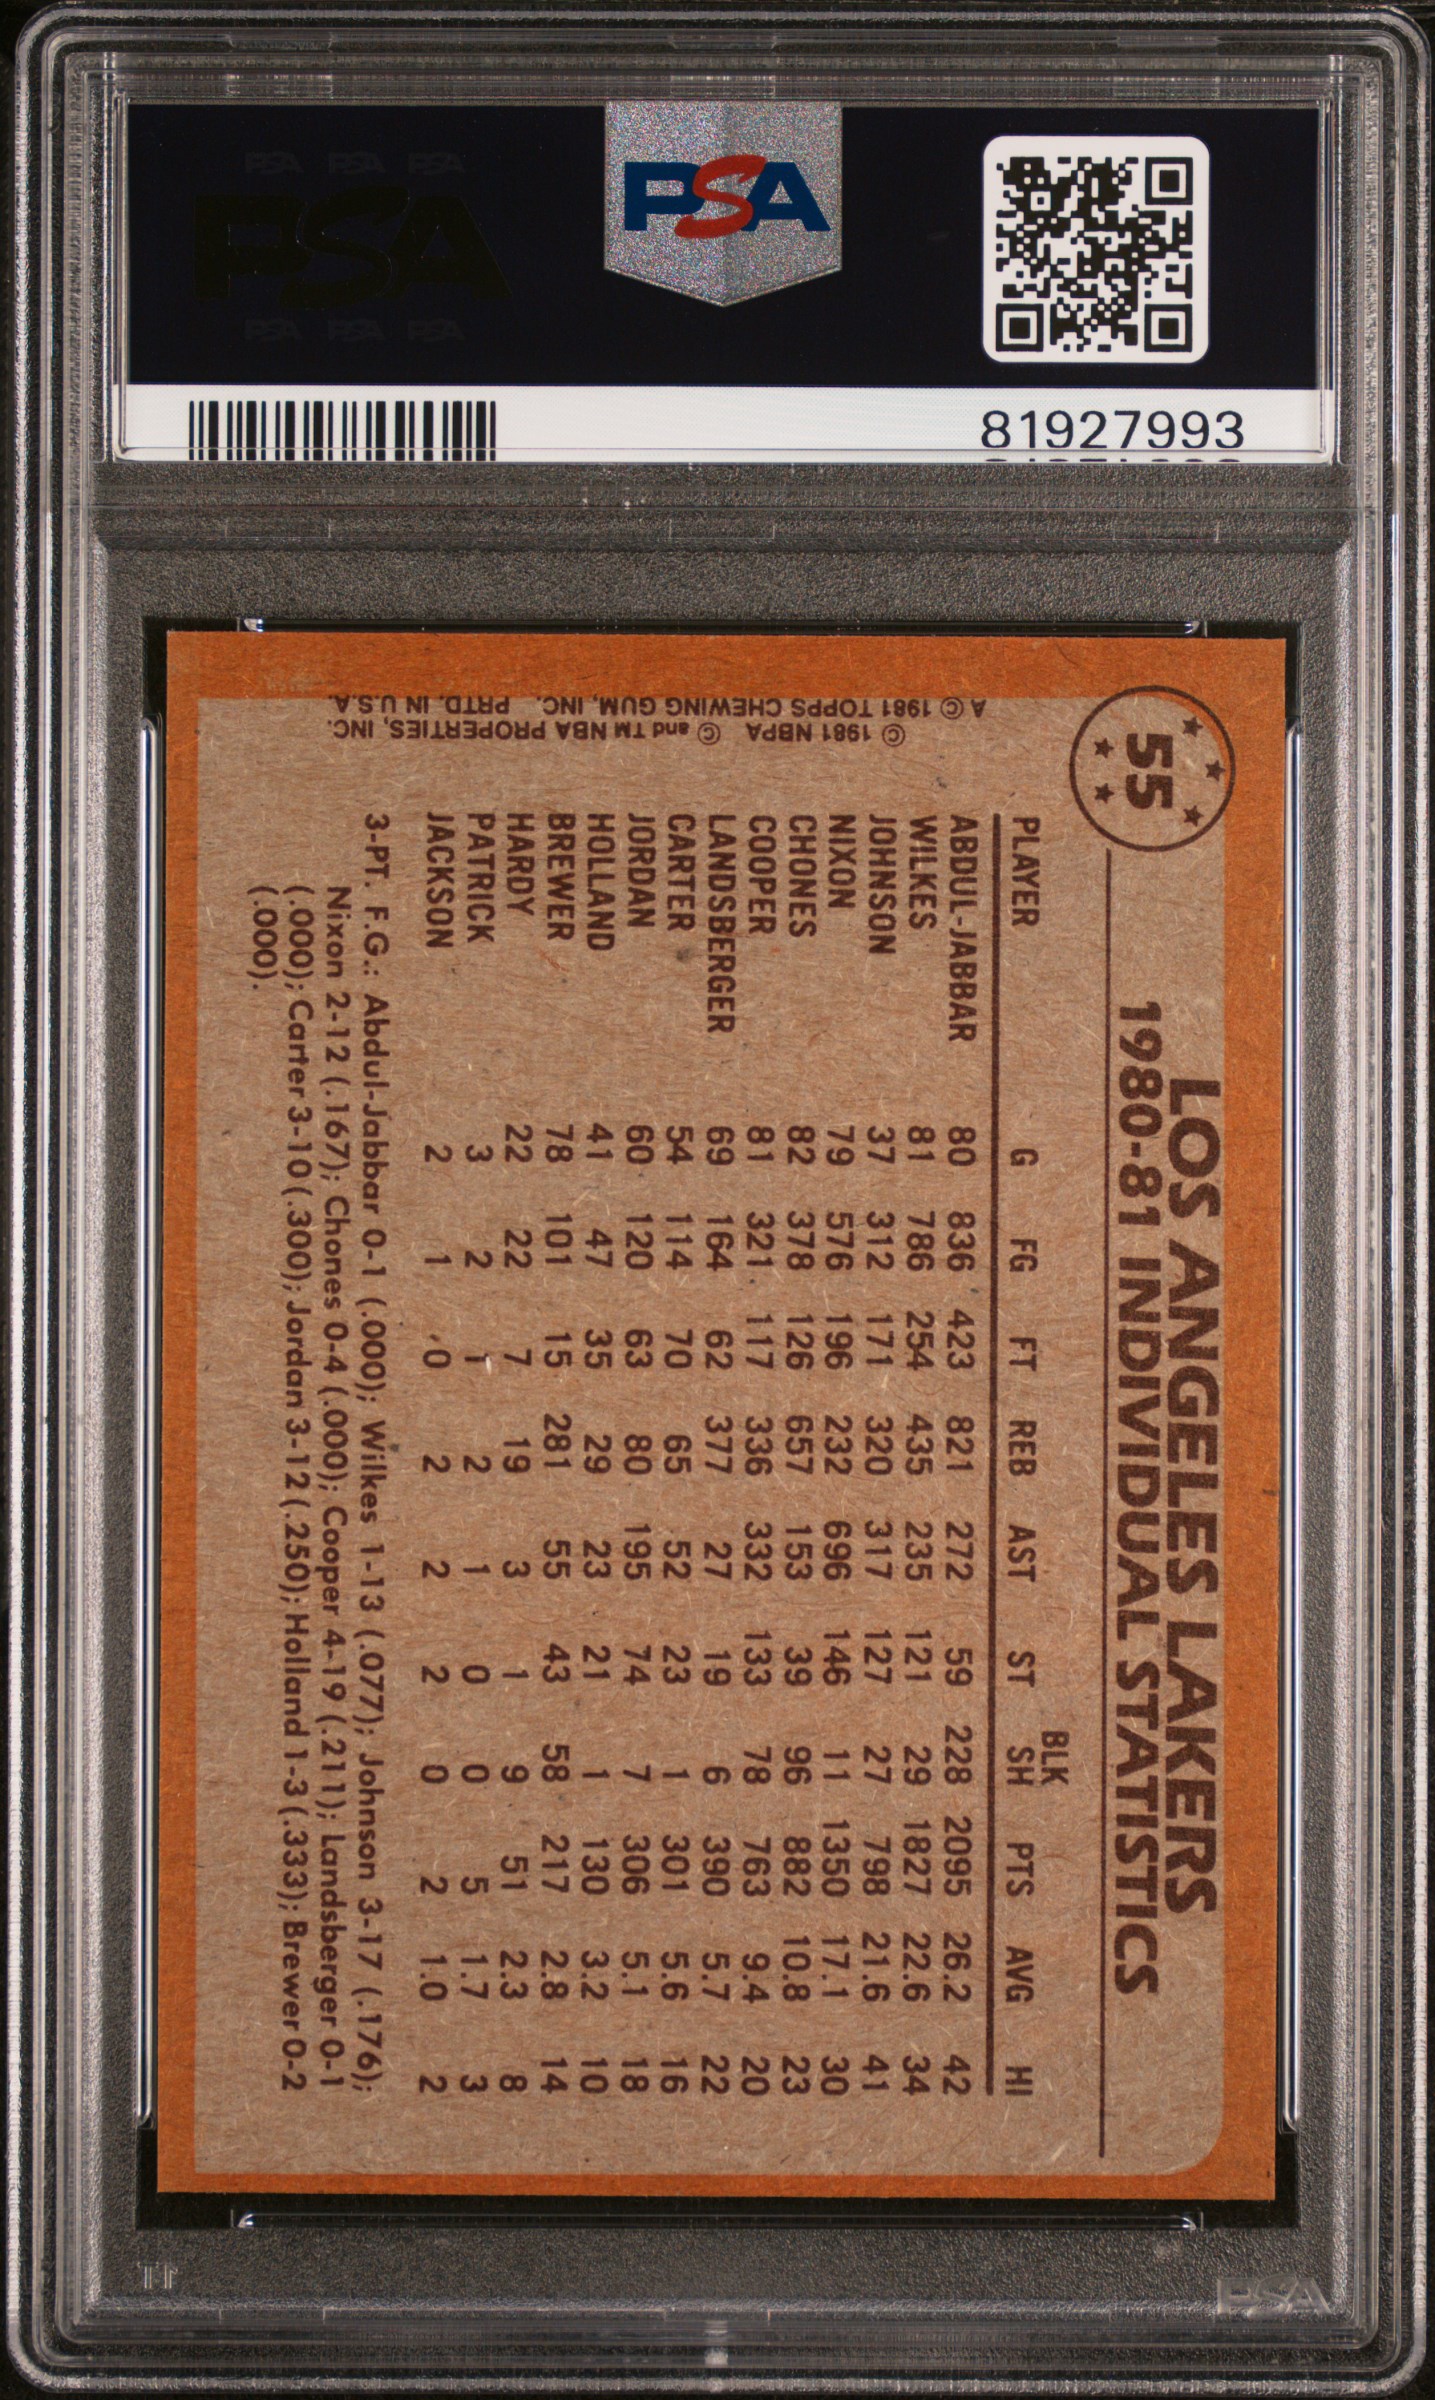 PSA PSA PSA
PSA
PSA PSA PSA
PSA
81927993
55
LOS ANGELES LAKERS
1980-81 INDIVIDUAL STATISTICS
PLAYER G FG FT REB AST ST BLK SH PTS AVG HI
ABDUL-JABBAR 80 836 423 821 272 59 228 2095 26.2 42
WILKES 81 786 254 435 235 121 29 1827 22.6 34
JOHNSON 37 312 171 320 317 127 27 798 21.6 41
NIXON 79 576 196 232 696 146 11 1350 17.1 30
CHONES 82 378 126 657 153 39 96 882 10.8 23
COOPER 81 321 117 336 332 133 78 763 9.4 20
LANDSBERGER 69 164 62 377 27 19 6 390 5.7 22
CARTER 54 114 70 65 52 23 1 301 5.6 16
JORDAN 60 120 63 80 195 74 7 306 5.1 18
HOLLAND 41 47 35 29 23 21 1 130 3.2 10
BREWER 78 101 15 281 55 43 58 217 2.8 14
HARDY 22 22 7 19 3 1 9 51 2.3 8
PATRICK 3 2 1 2 1 0 0 5 1.7 3
JACKSON 2 1 0 2 2 2 0 2 1.0 2
3-PT. F.G.: Abdul-Jabbar 0-1 (.000); Wilkes 1-13 (.077); Johnson 3-17 (.176);
Nixon 2-12 (.167); Chones 0-4 (.000); Cooper 4-19 (.211); Landsberger 0-1
(.000); Carter 3-10 (.300); Jordan 3-12 (.250); Holland 1-3 (.333); Brewer 0-2
(.000).
© 1981 NBPA © and TM NBA PROPERTIES, INC.
A © 1981 TOPPS CHEWING GUM, INC. PRTD. IN U.S.A.
PSA